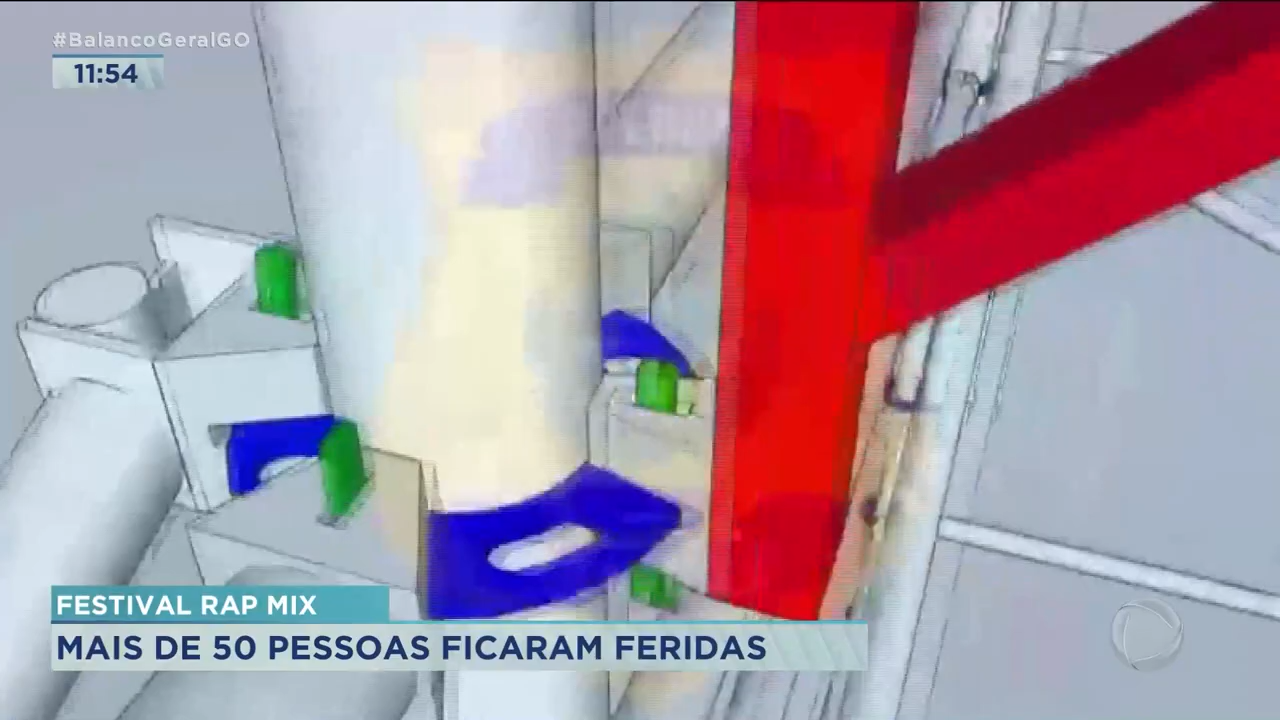 #BalancoGeralGO
11:54
FESTIVAL RAP MIX
MAIS DE 50 PESSOAS FICARAM FERIDAS